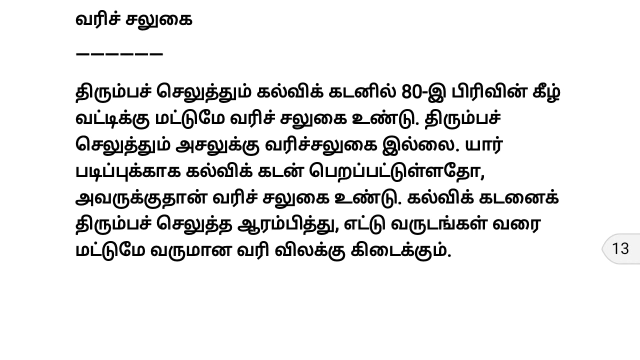 வரிச் சலுகை
––––––
திரும்பச் செலுத்தும் கல்விக் கடனில் 80-இ பிரிவின் கீழ்
வட்டிக்கு மட்டுமே வரிச் சலுகை உண்டு. திரும்பச்
செலுத்தும் அசலுக்கு வரிச்சலுகை இல்லை. யார்
படிப்புக்காக கல்விக் கடன் பெறப்பட்டுள்ளதோ,
அவருக்குதான் வரிச் சலுகை உண்டு. கல்விக் கடனைக்
திரும்பச் செலுத்த ஆரம்பித்து, எட்டு வருடங்கள் வரை
மட்டுமே வருமான வரி விலக்கு கிடைக்கும்.
13